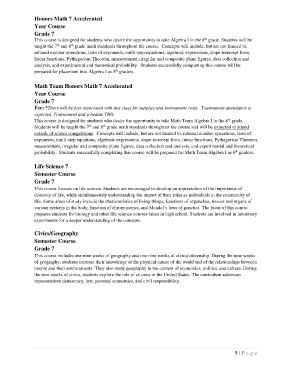 Honors Math 7 Accelerated
Year Course
Grade 7
This course is designed for students who desire the opportunity to take Algebra I in the 8th grade. Students will be
taught the 7th and 8th grade math standards throughout the course. Concepts will include, but are not limited to,
rational number operations, laws of exponents, multi-step equations, algebraic expressions, slope-intercept form,
linear functions, Pythagorean Theorem, measurement, irregular and composite plane figures, data collection and
analysis, and experimental and theoretical probability. Students successfully completing this course will be
prepared for placement into Algebra I as 8th graders.
Math Team Honors Math 7 Accelerated
Year Course
Grade 7
Fee: *There will be fees associated with this class for supplies and tournament costs. Tournament attendance is
expected. Tournament schedule TBD.
This course is designed for students who desire the opportunity to take Math Team Algebra I in the 8th grade.
Students will be taught the 7th and 8th grade math standards throughout the course and will be expected to attend
outside of school competitions. Concepts will include, but are not limited to, rational number operations, laws of
exponents, multi-step equations, algebraic expressions, slope-intercept form, linear functions, Pythagorean Theorem,
measurement, irregular and composite plane figures, data collection and analysis, and experimental and theoretical
probability. Students successfully completing this course will be prepared for Math Team Algebra I as 8th graders.
Life Science 7
Semester Course
Grade 7
This course focuses on life science. Students are encouraged to develop an appreciation of the importance of
diversity of life, while simultaneously understanding the impact of their roles as individuals in the community of
life. Some areas of study include the characteristics of living things, functions of organelles, tissues and organs of
various systems in the body, function of chromosomes, and Mendel's laws of genetics. The focus of this course
prepares students for biology and other life science courses taken in high school. Students are involved in laboratory
experiments for a deeper understanding of the concepts.
Civics/Geography
Semester Course
Grade 7
This course includes nine weeks of geography and nine weeks of civics/citizenship. During the nine weeks
of geography, students increase their knowledge of the physical nature of the world and of the relationships between
people and their environments. They also study geography in the context of economics, politics, and culture. During
the nine weeks of civics, students explore the role of citizens in the United States. The curriculum addresses
representative democracy, law, personal economics, and civic responsibility.
9 | Page